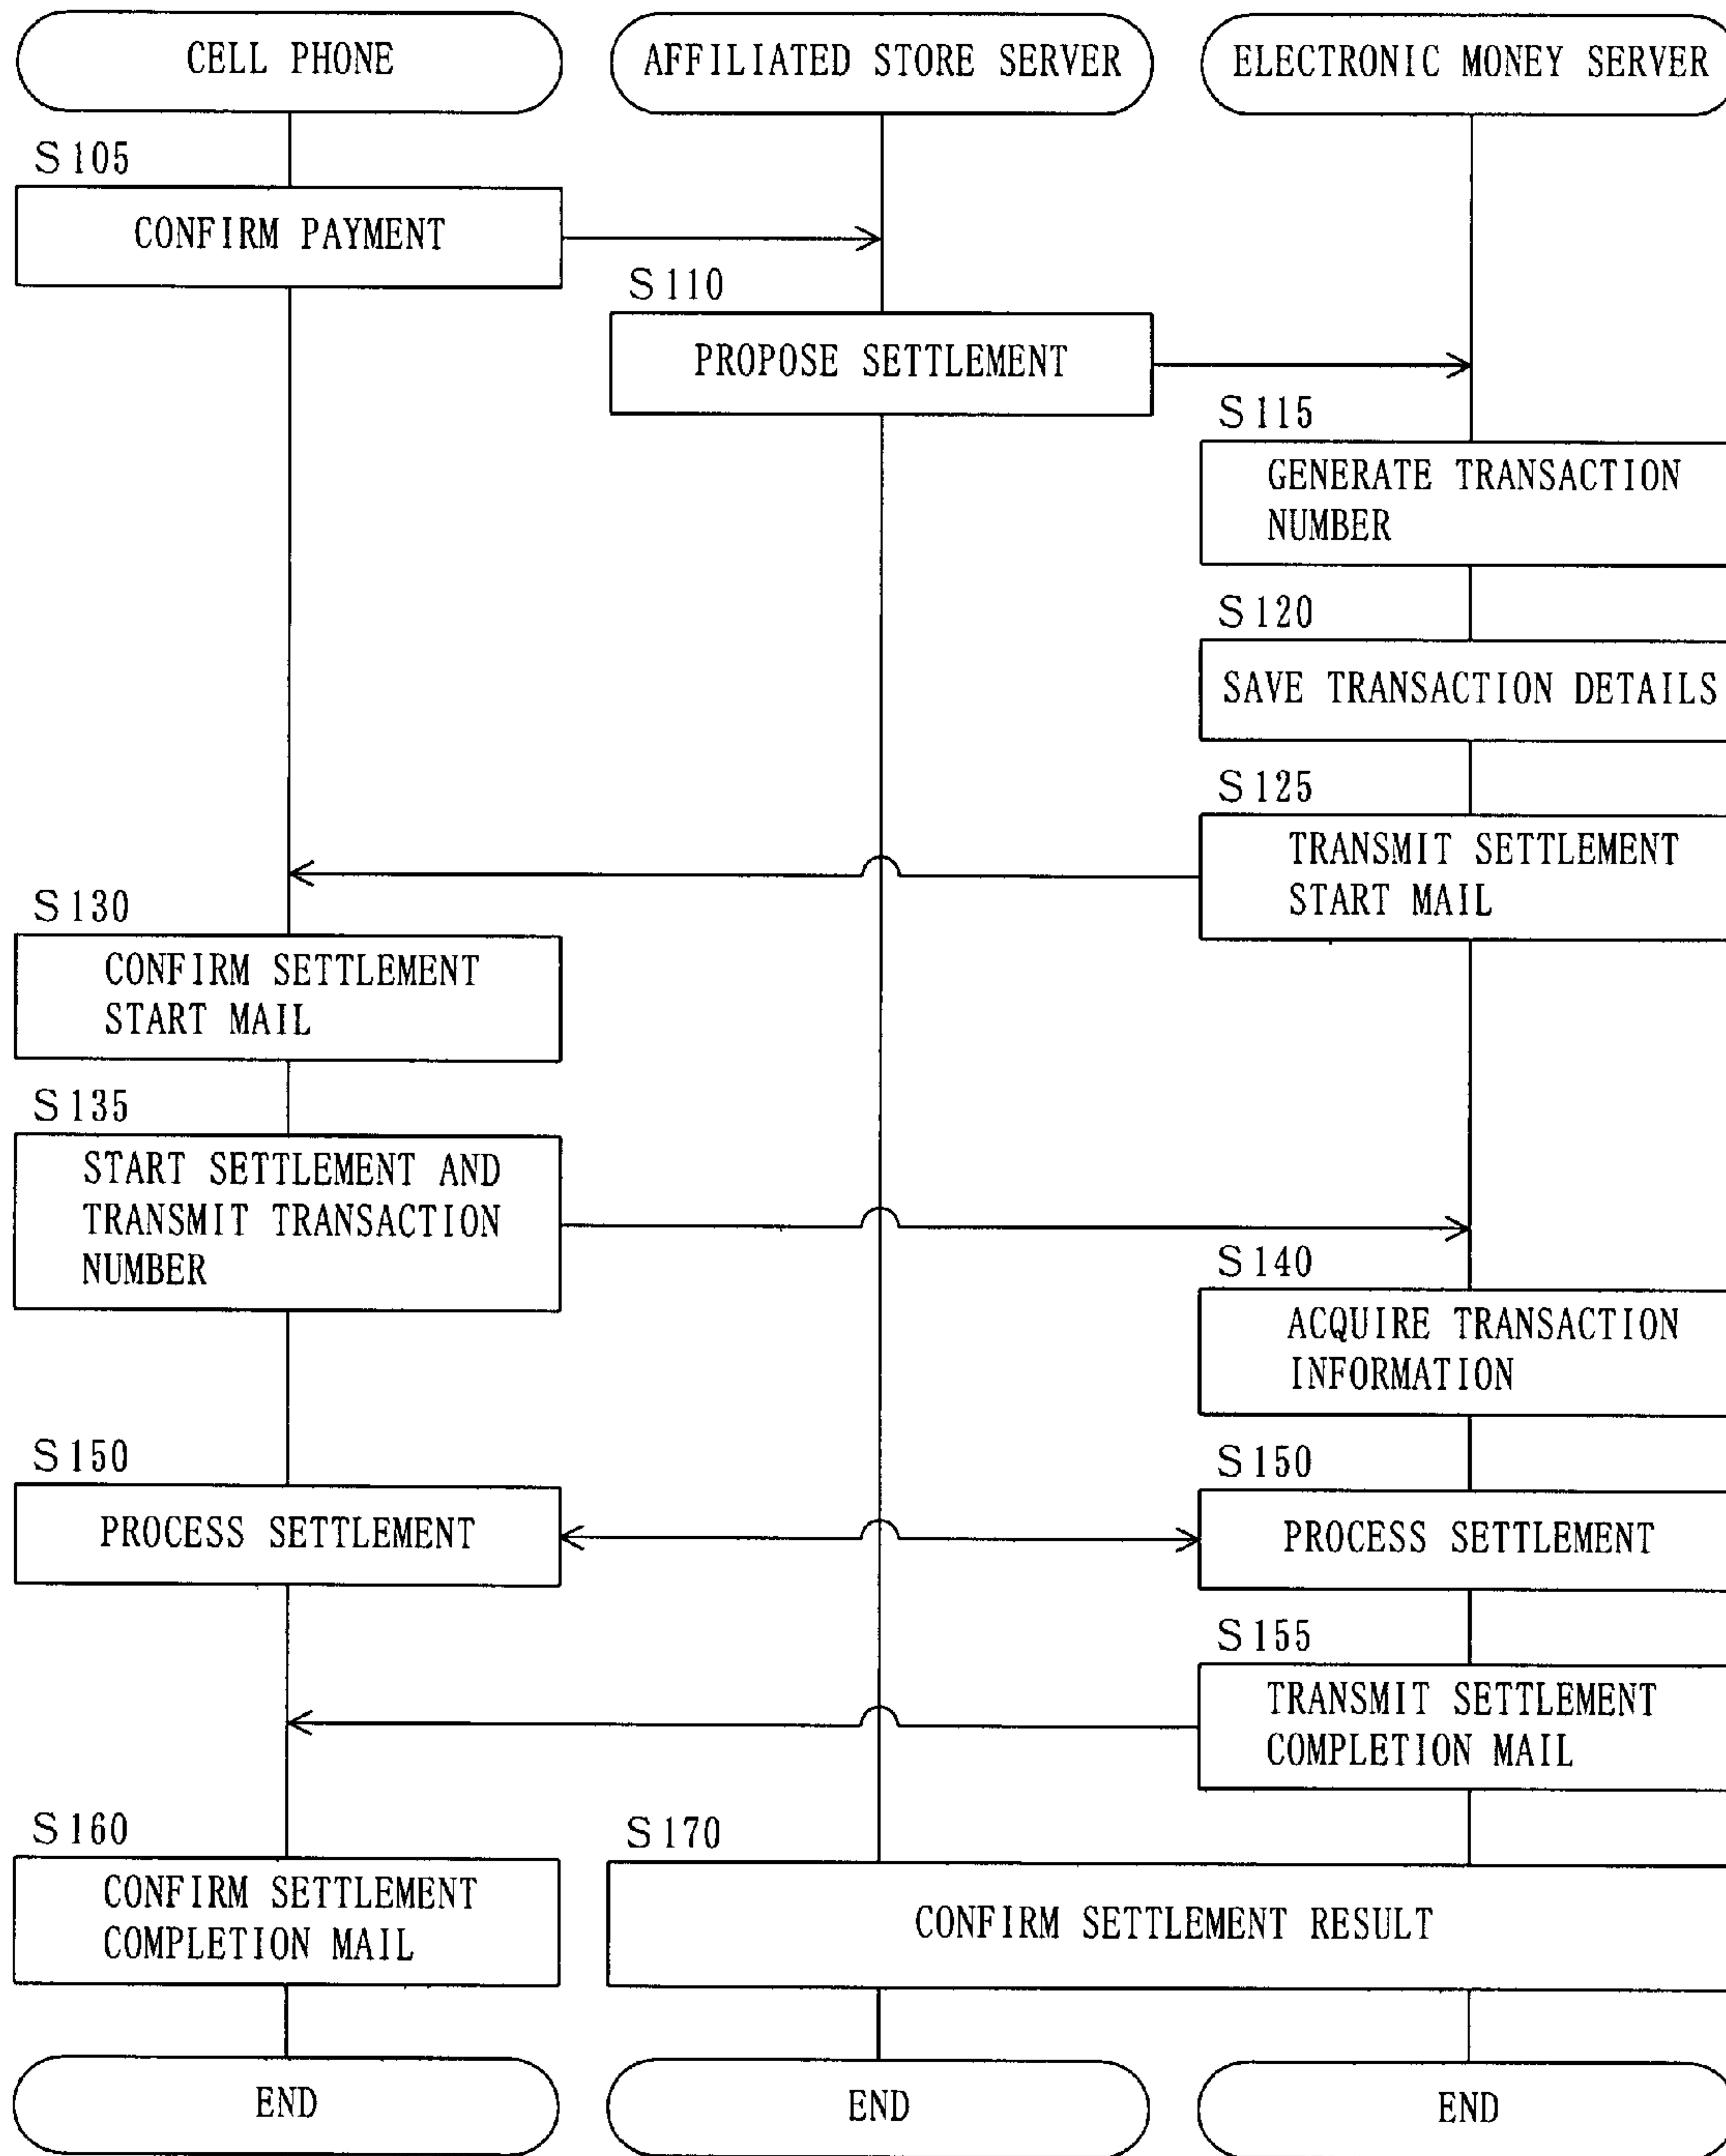 CELL PHONE
AFFILIATED STORE SERVER
ELECTRONIC MONEY SERVER
S105
CONFIRM PAYMENT
S110
PROPOSE SETTLEMENT
S115
GENERATE TRANSACTION
NUMBER
S120
SAVE TRANSACTION DETAILS
S125
TRANSMIT SETTLEMENT
START MAIL
S130
CONFIRM SETTLEMENT
START MAIL
S135
START SETTLEMENT AND
TRANSMIT TRANSACTION
NUMBER
S140
ACQUIRE TRANSACTION
INFORMATION
S150
PROCESS SETTLEMENT
S150
PROCESS SETTLEMENT
S155
TRANSMIT SETTLEMENT
COMPLETION MAIL
S160
CONFIRM SETTLEMENT
COMPLETION MAIL
S170
CONFIRM SETTLEMENT RESULT
END
END
END